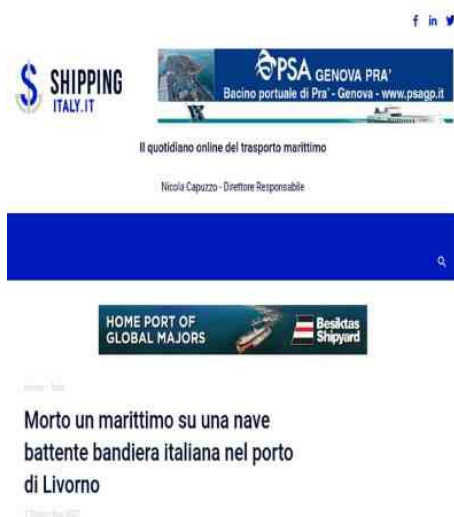 f in
SHIPPING
ITALY.IT
PSA GENOVA PRA'
Bacino portuale di Pra' - Genova - www.psagp.it
Il quotidiano online del trasporto marittimo
Nicola Capuzzo - Direttore Responsabile
HOME PORT OF
GLOBAL MAJORS
Besiktas
Shipyard
Morto un marittimo su una nave
battente bandiera italiana nel porto
di Livorno